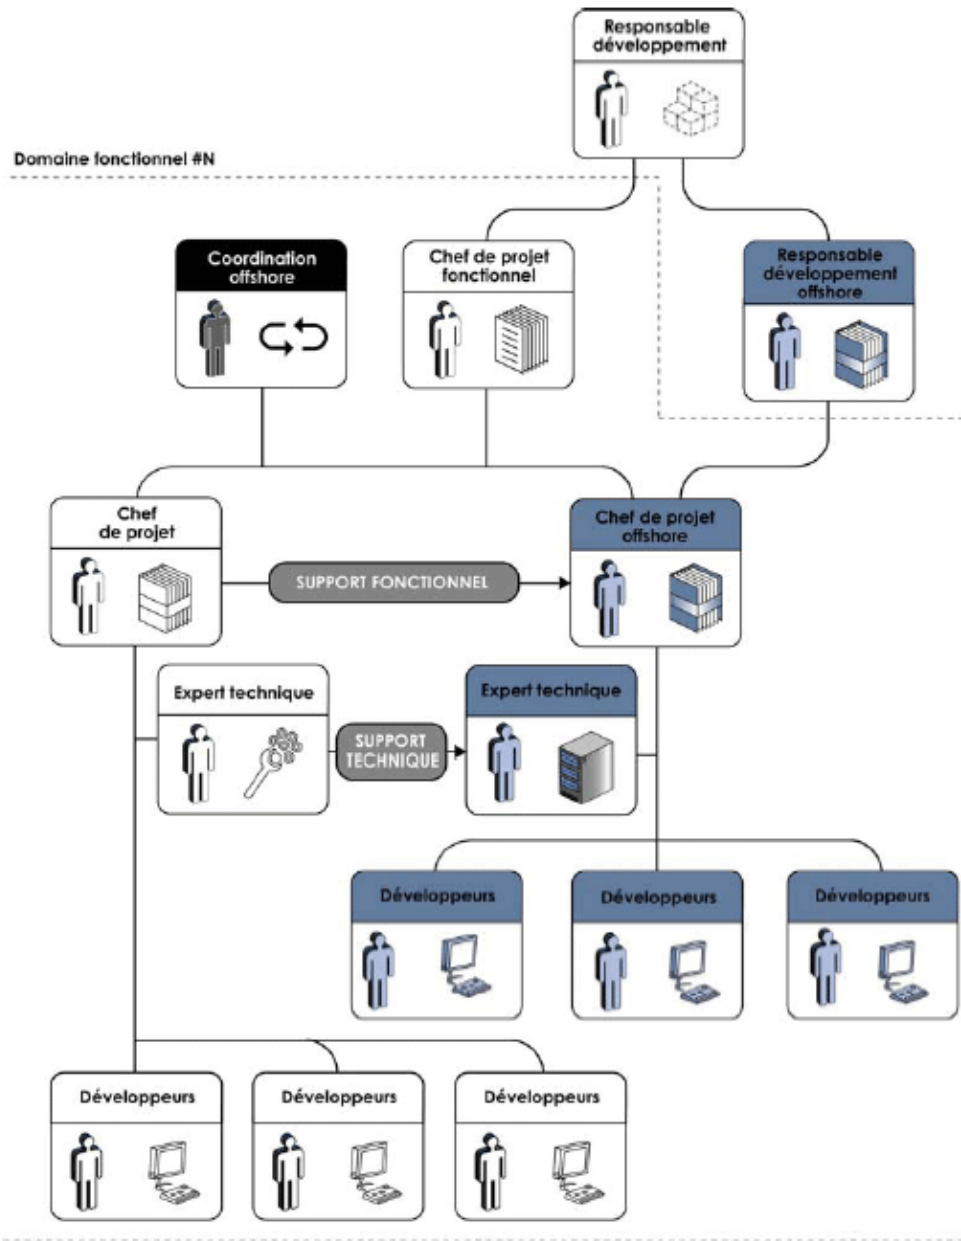 Responsable
développement
Domaine fonctionnel #N
Coordination
offshore
Chef de projet
fonctionnel
Responsable
développement
offshore
Chef
de projet
SUPPORT FONCTIONNEL
Chef de projet
offshore
Expert technique
SUPPORT
TECHNIQUE
Expert technique
Développeurs
Développeurs
Développeurs
Développeurs
Développeurs
Développeurs